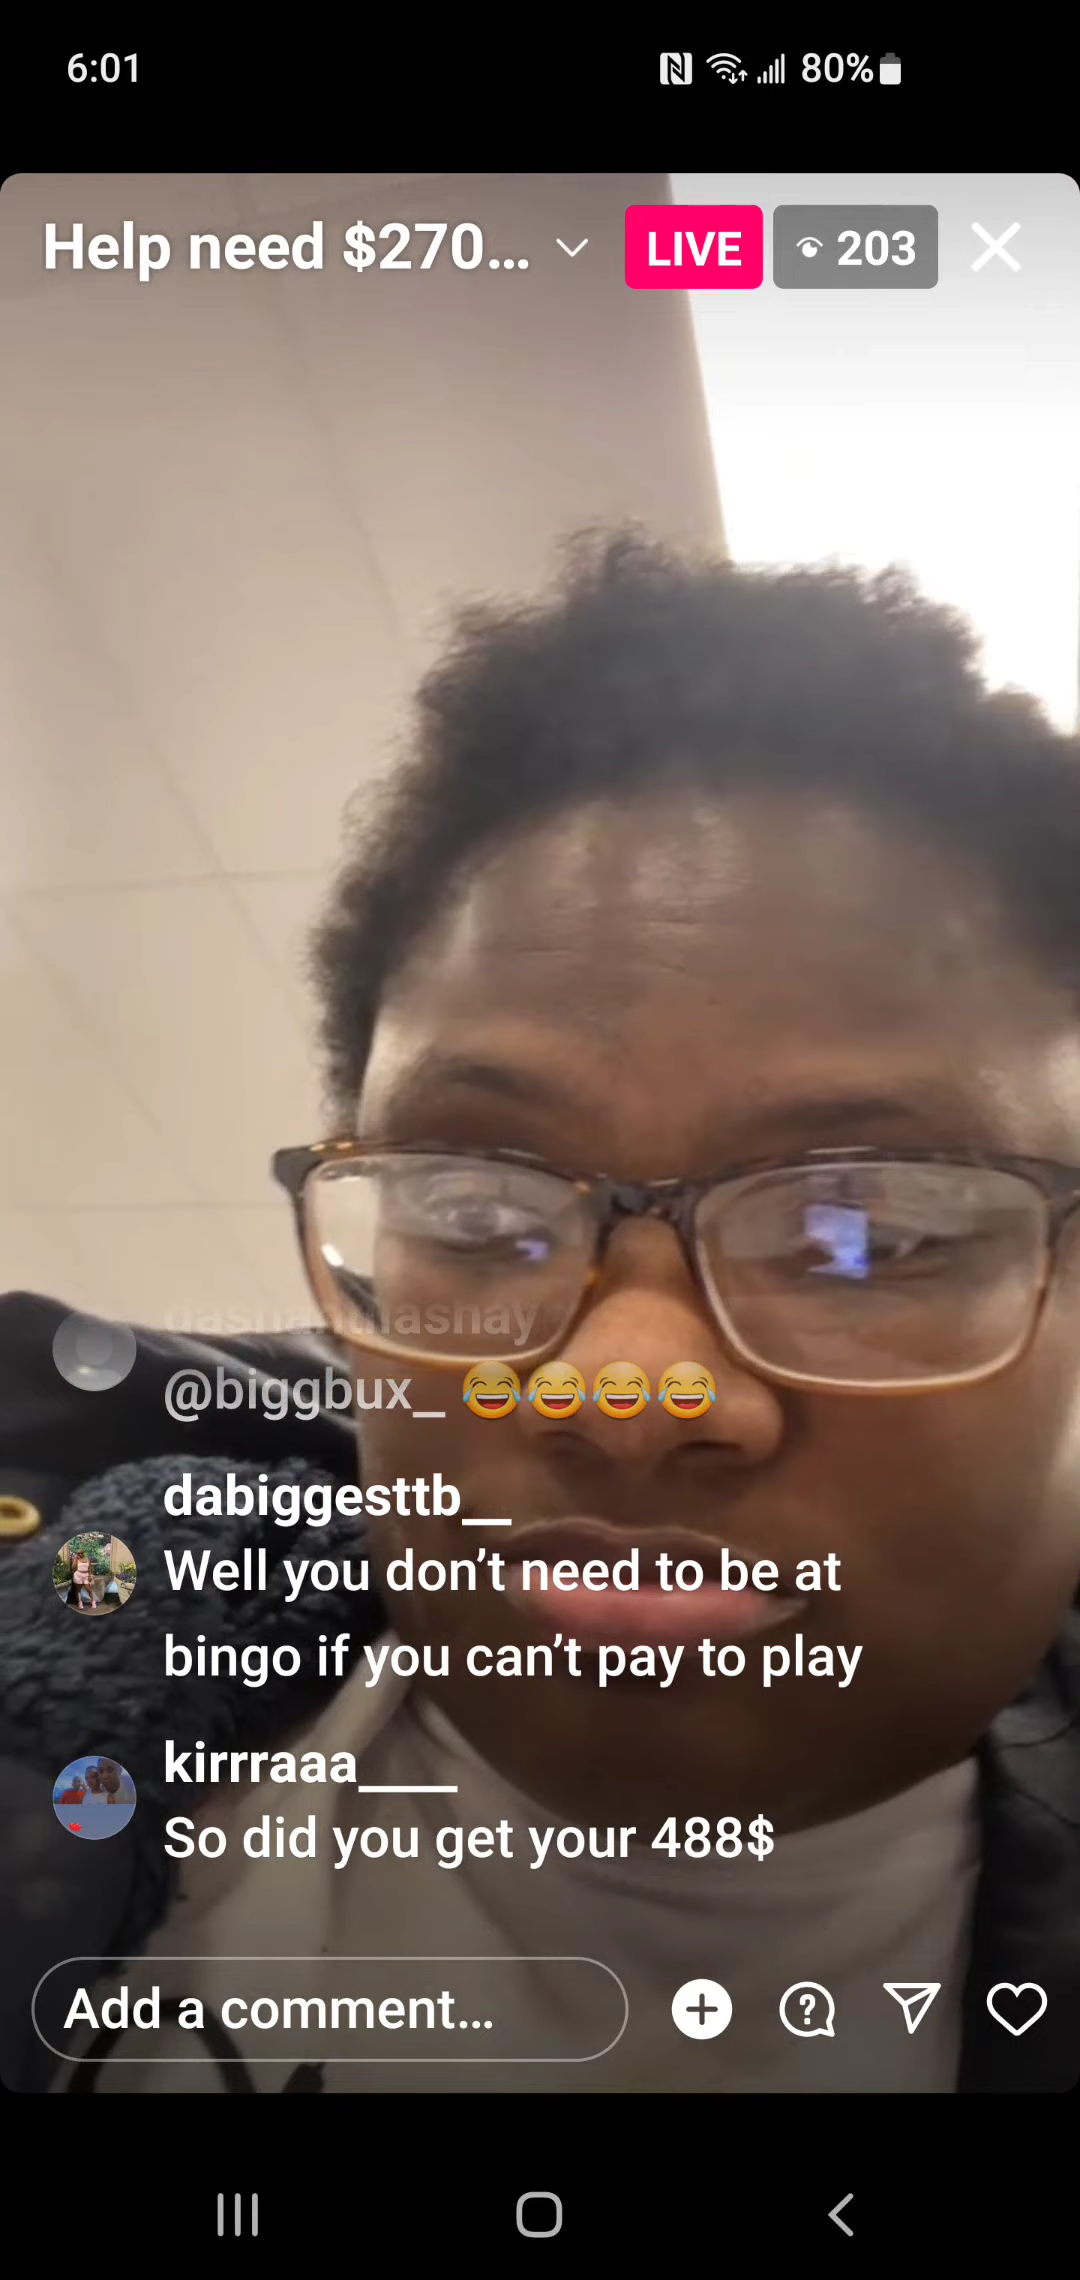 6:01
80%
Help need $270...
LIVE
203
@biggbux_ 😂😂😂😂
dabiggesttb__
Well you don't need to be at
bingo if you can't pay to play
kirrraaa____
So did you get your 488$
Add a comment...